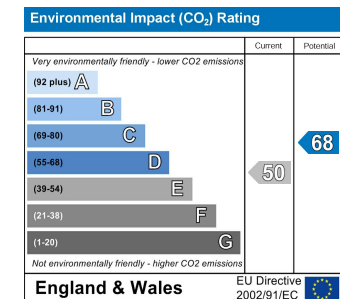 Environmental Impact (CO₂) Rating
Current Potential
Very environmentally friendly - lower CO2 emissions
(92 plus) A
(81-91) B
(69-80) C
(55-68) D
(39-54) E
(21-38) F
(1-20) G
50
68
Not environmentally friendly - higher CO2 emissions
England & Wales
EU Directive
2002/91/EC